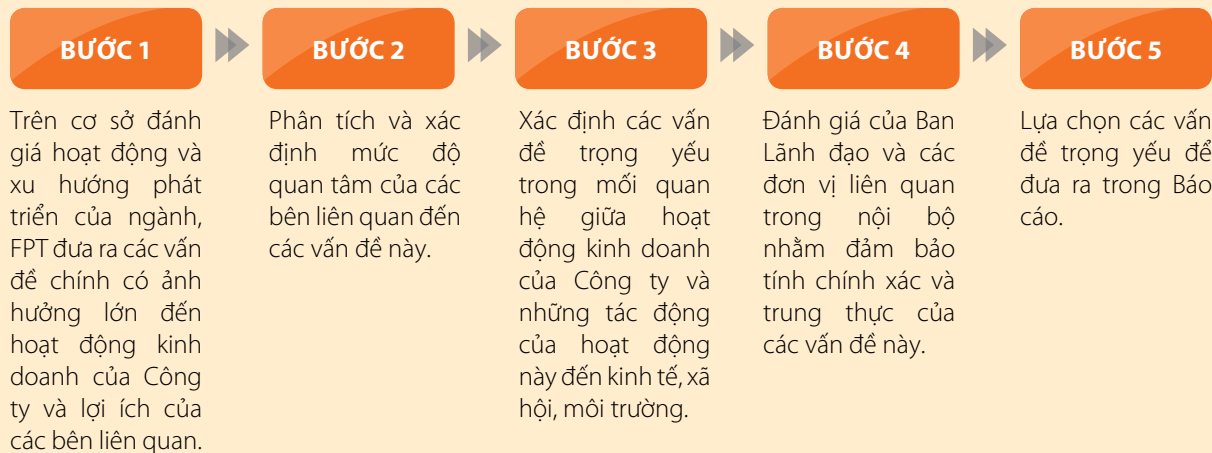 BƯỚC 1
Trên cơ sở đánh
giá hoạt động và
xu hướng phát
triển của ngành,
FPT đưa ra các vấn
đề chính có ảnh
hưởng lớn đến
hoạt động kinh
doanh của Công
ty và lợi ích của
các bên liên quan.
BƯỚC 2
Phân tích và xác
định mức độ
quan tâm của các
bên liên quan đến
các vấn đề này.
BƯỚC 3
Xác định các vấn
đề trọng yếu
trong mối quan
hệ giữa hoạt
động kinh doanh
của Công ty và
những tác động
của hoạt động
này đến kinh tế, xã
hội, môi trường.
BƯỚC 4
Đánh giá của Ban
Lãnh đạo và các
đơn vị liên quan
trong nội bộ
nhằm đảm bảo
tính chính xác và
trung thực của
các vấn đề này.
BƯỚC 5
Lựa chọn các vấn
đề trọng yếu để
đưa ra trong Báo
cáo.